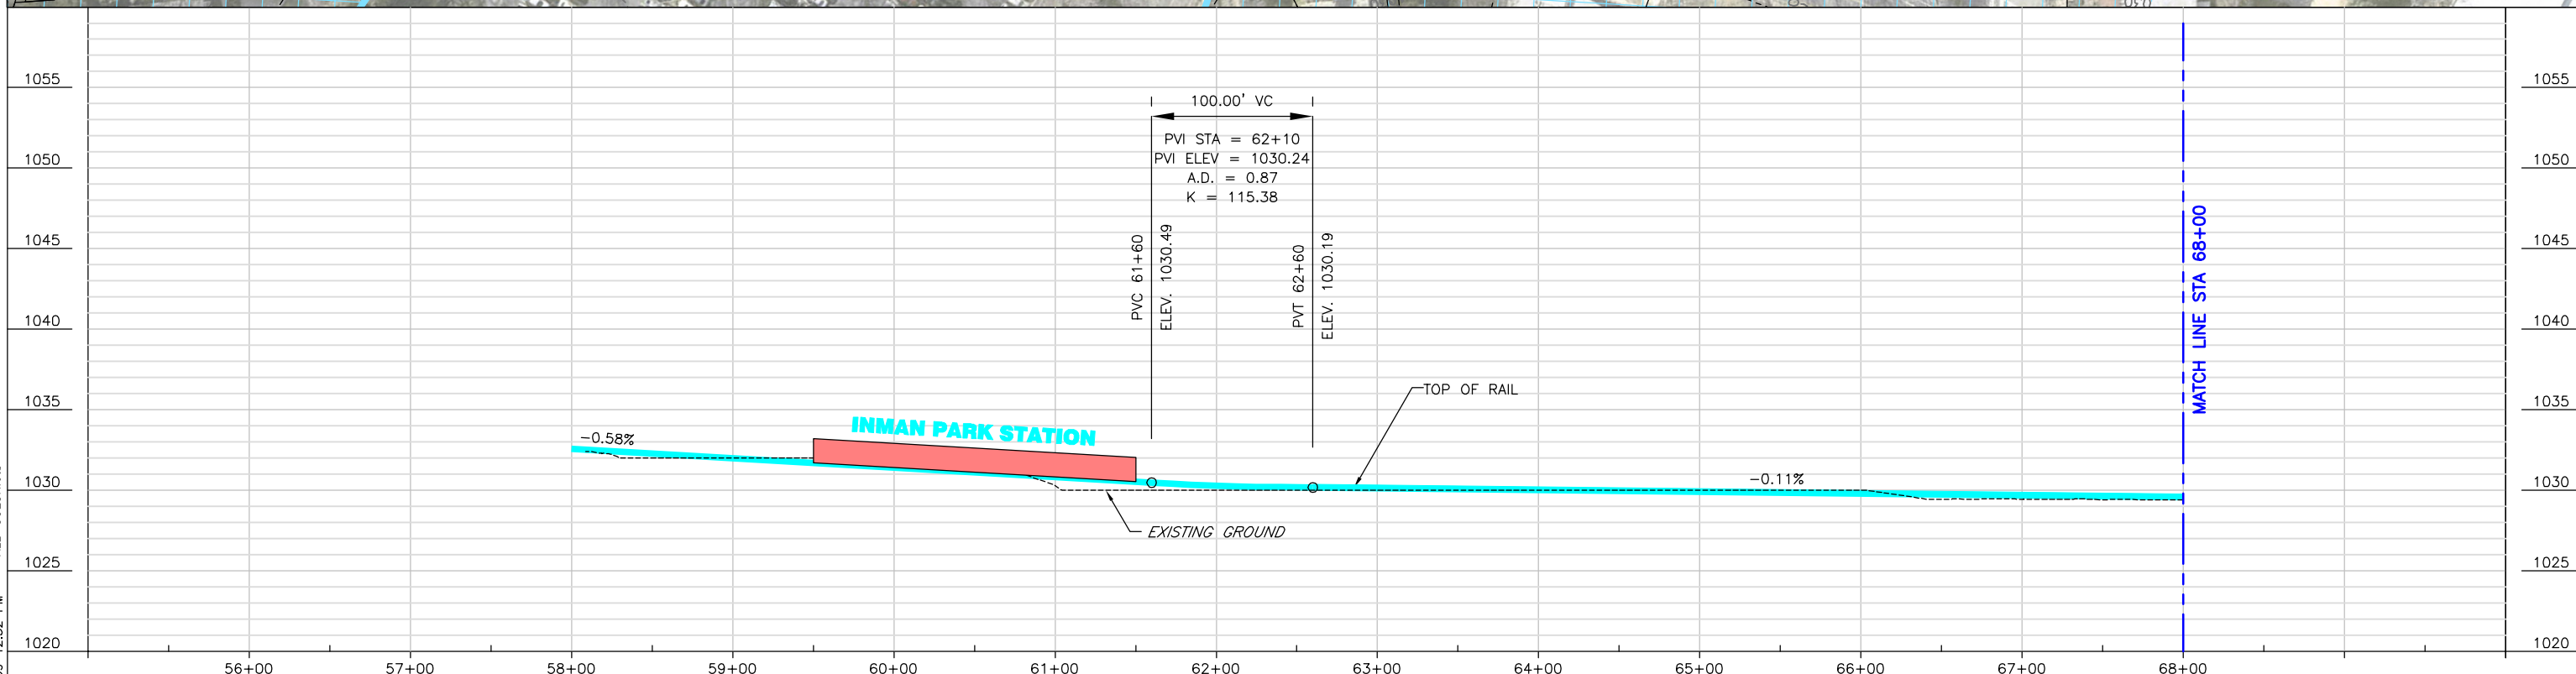 1055
1055
100.00' VC
PVI STA = 62+10
PVI ELEV = 1030.24
A.D. = 0.87
K = 115.38
1050
1050
PVC 61+60
ELEV. 1030.49
PVT 62+60
ELEV. 1030.19
MATCH LINE STA 68+00
1045
1045
1040
1040
TOP OF RAIL
1035
1035
INMAN PARK STATION
-0.58%
-0.11%
1030
1030
EXISTING GROUND
1025
1025
1020
1020
56+00 57+00 58+00 59+00 60+00 61+00 62+00 63+00 64+00 65+00 66+00 67+00 68+00